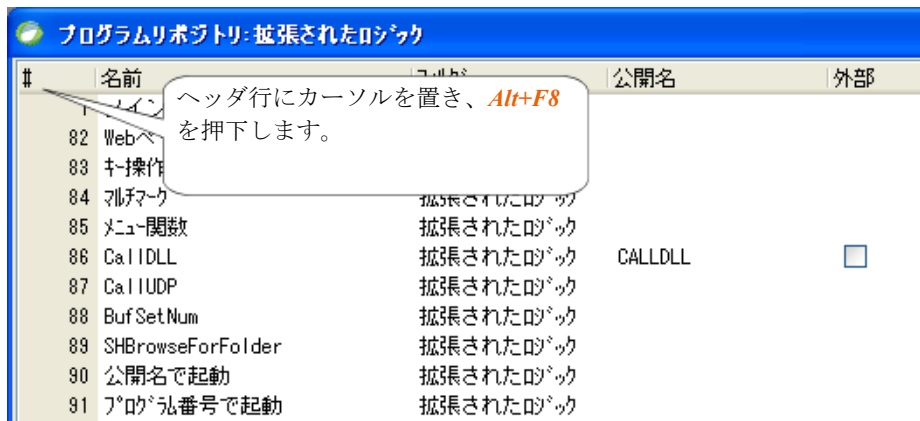 プログラムリポジトリ:拡張されたロジック
# 名前 公開名 外部
ヘッダ行にカーソルを置き、Alt+F8
を押下します。
82 Webペ
83 キー操作
84 マルチマーク 拡張されたロジック
85 メニュー関数 拡張されたロジック
86 CallDLL 拡張されたロジック CALLDLL
87 CallUDP 拡張されたロジック
88 BufSetNum 拡張されたロジック
89 SHBrowseForFolder 拡張されたロジック
90 公開名で起動 拡張されたロジック
91 プログラム番号で起動 拡張されたロジック